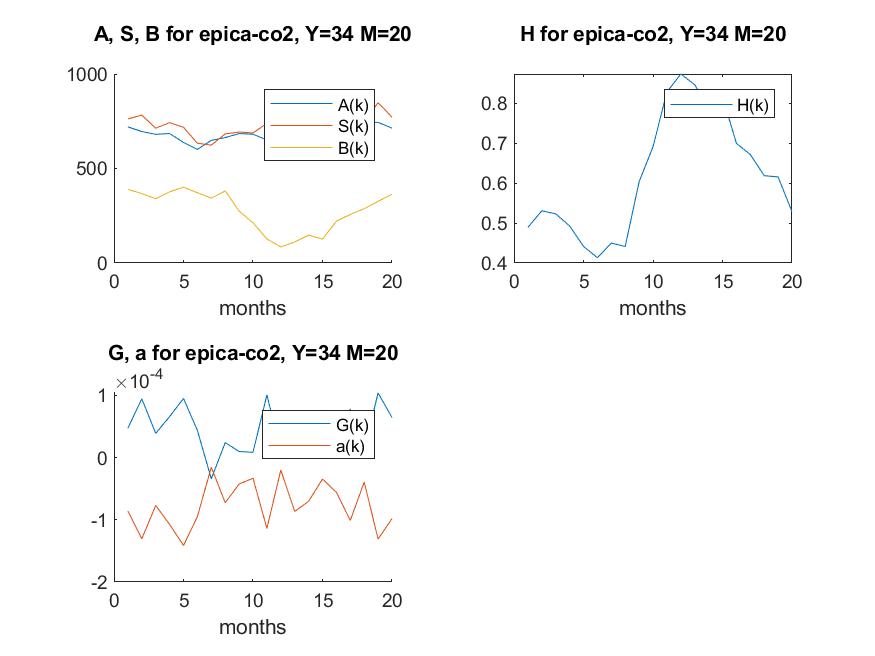 A, S, B for epica-co2, Y=34 M=20
1000
500
0
A(k)
S(k)
B(k)
0 5 10 15 20
months
H for epica-co2, Y=34 M=20
0.8
0.7
0.6
0.5
0.4
H(k)
0 5 10 15 20
months
G, a for epica-co2, Y=34 M=20
×10-4
1
0
-1
-2
G(k)
a(k)
0 5 10 15 20
months